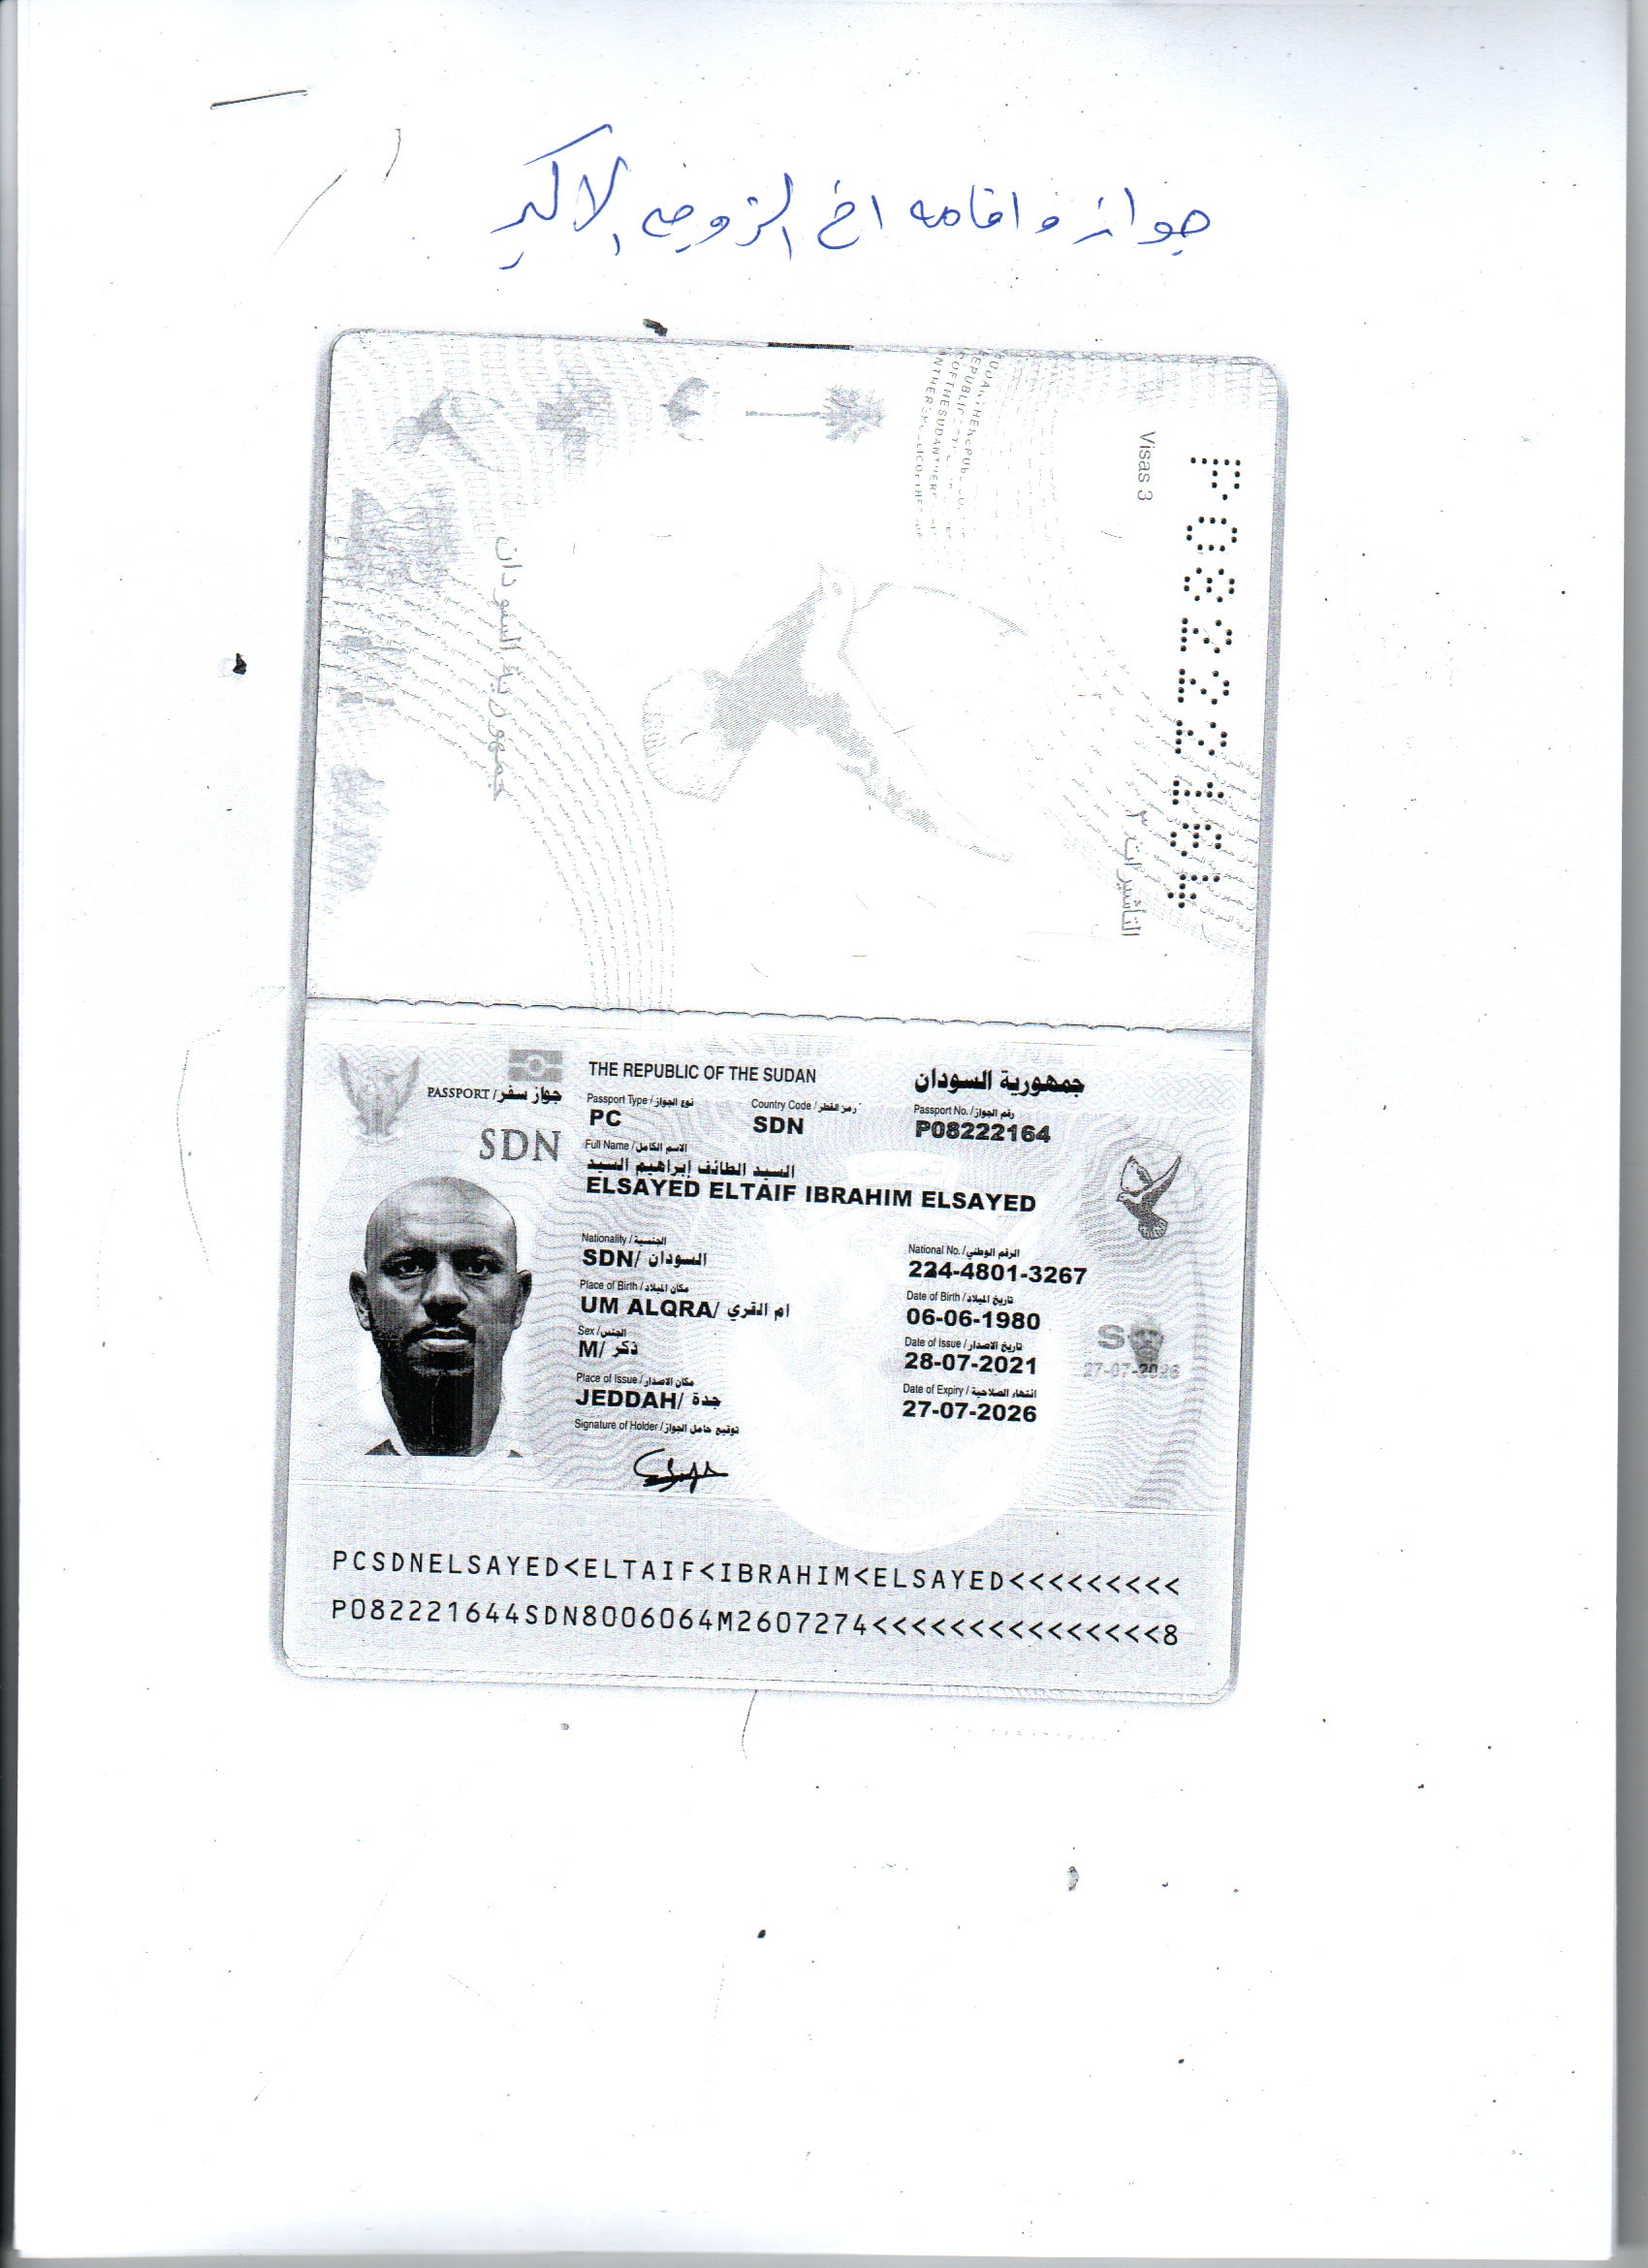 جواز و اقامه اخ الزوجه الاكبر
Visas 3
التأشيرات ٣
P08222164
جمهورية السودان
THE REPUBLIC OF THE SUDAN
جمهورية السودان
PASSPORT / جواز سفر
Passport Type / نوع الجواز
Country Code / رمز القطر
Passport No. / رقم الجواز
PC
SDN
P08222164
SDN
Full Name / الاسم الكامل
السيد الطائف إبراهيم السيد
ELSAYED ELTAIF IBRAHIM ELSAYED
Nationality / الجنسية
National No. / الرقم الوطني
SDN/ السودان
224-4801-3267
Place of Birth / مكان الميلاد
Date of Birth / تاريخ الميلاد
UM ALQRA/ ام القري
06-06-1980
Sex / الجنس
Date of Issue / تاريخ الاصدار
M/ ذكر
28-07-2021
27-07-2026
Place of Issue / مكان الاصدار
Date of Expiry / انتهاء الصلاحية
JEDDAH/ جدة
27-07-2026
Signature of Holder / توقيع حامل الجواز
PCSDNELSAYED<ELTAIF<IBRAHIM<ELSAYED<<<<<<<<<
P082221644SDN8006064M2607274<<<<<<<<<<<<<<<8